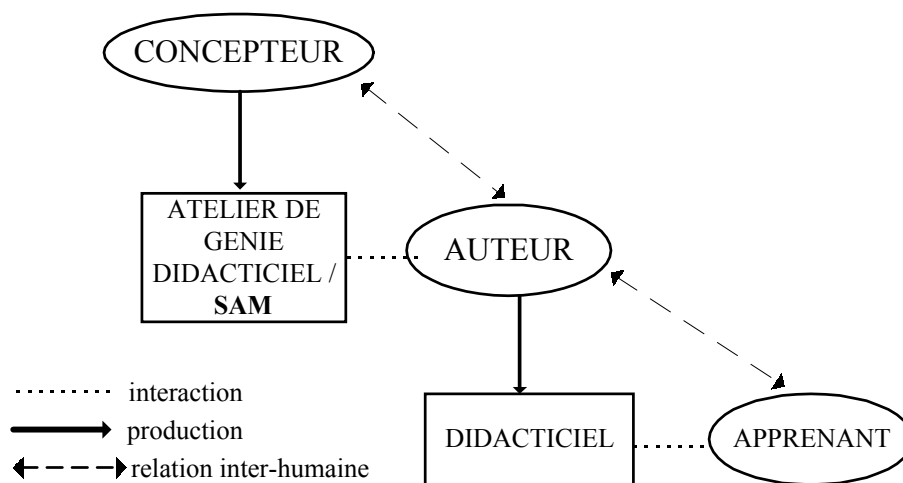 CONCEPTEUR
ATELIER DE
GENIE
DIDACTICIEL /
SAM
AUTEUR
interaction
production
relation inter-humaine
DIDACTICIEL
APPRENANT